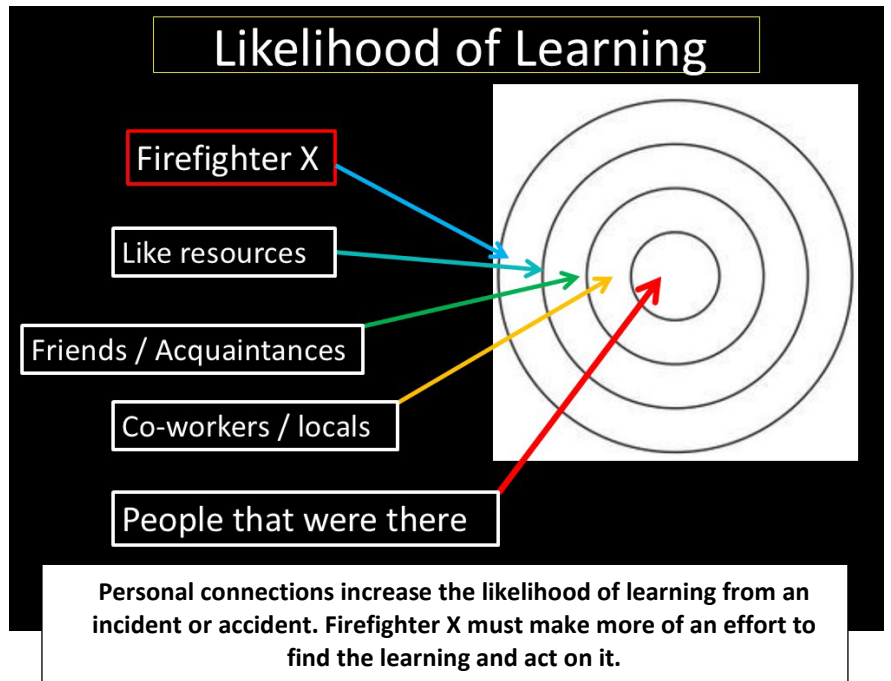 Likelihood of Learning
Firefighter X
Like resources
Friends / Acquaintances
Co-workers / locals
People that were there
Personal connections increase the likelihood of learning from an
incident or accident. Firefighter X must make more of an effort to
find the learning and act on it.